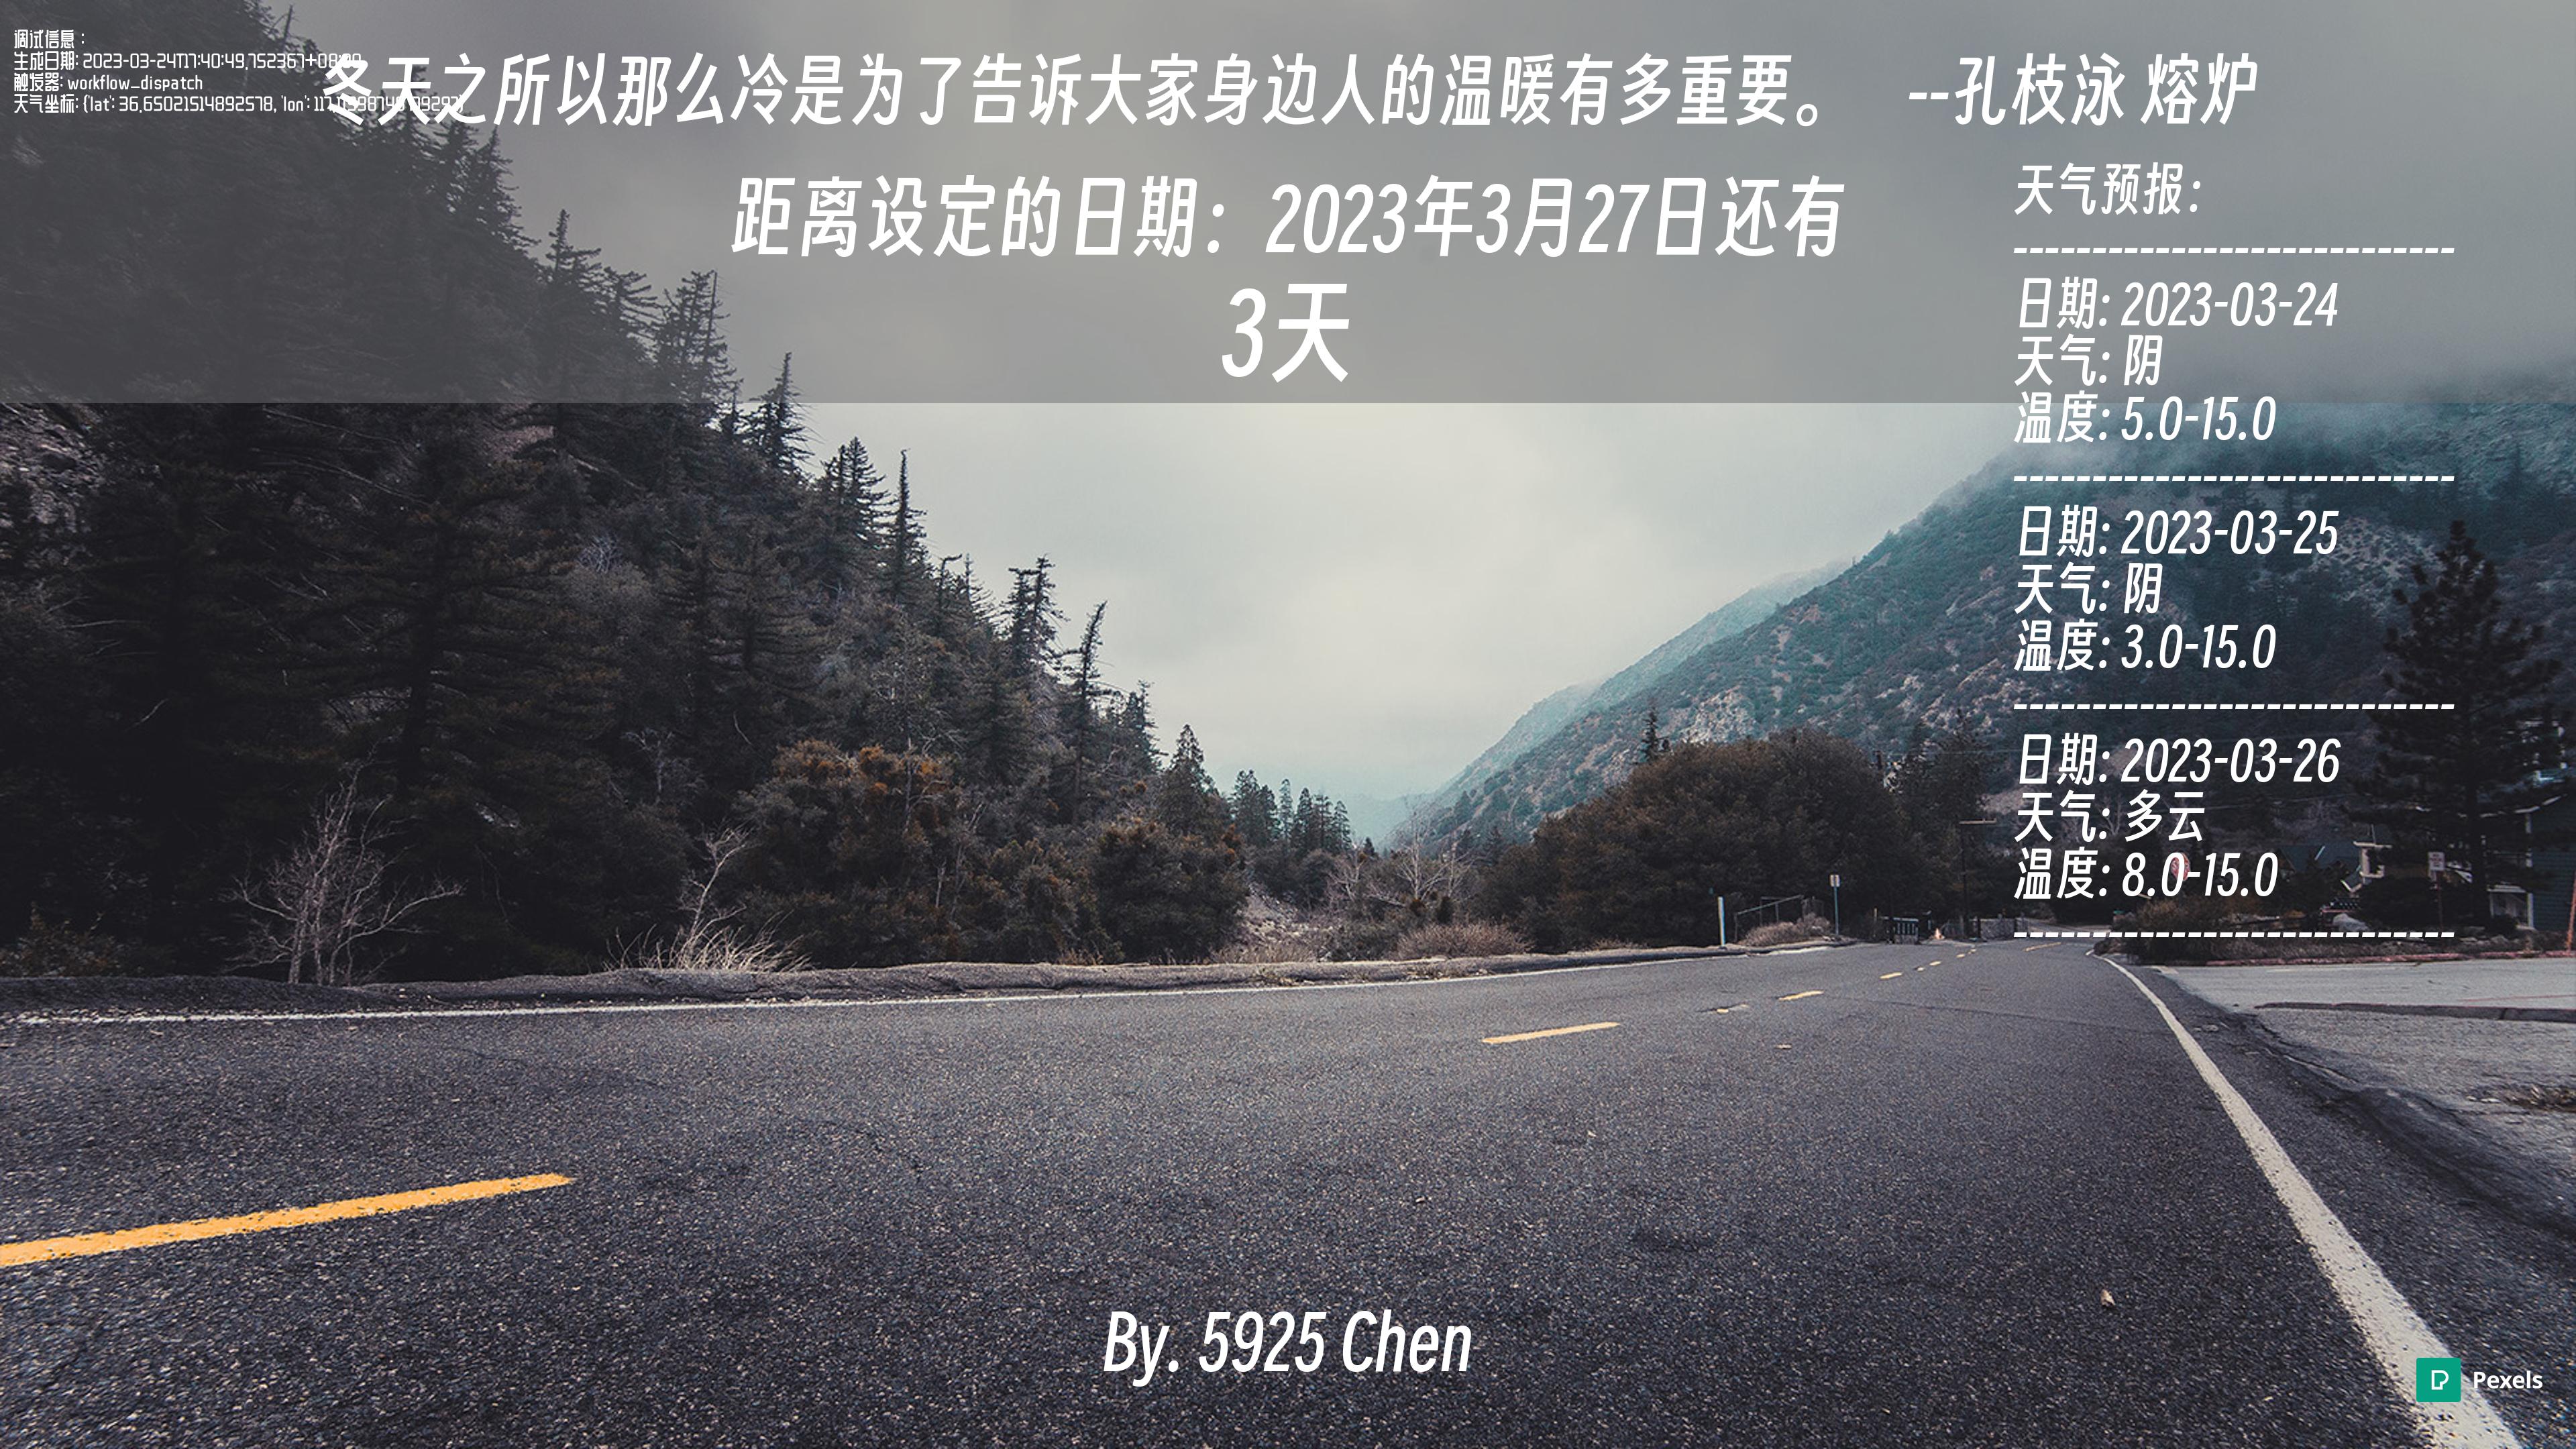 调试信息：
生成日期: 2023-03-24T17:40:49.752367+08:00
触发器: workflow_dispatch
天气坐标: {'lat': 36.65021514892578, 'lon':
冬天之所以那么冷是为了告诉大家身边人的温暖有多重要。 --孔枝泳 熔炉
距离设定的日期：2023年3月27日还有
3天
天气预报：
----------------------------
日期: 2023-03-24
天气: 阴
温度: 5.0-15.0
----------------------------
日期: 2023-03-25
天气: 阴
温度: 3.0-15.0
----------------------------
日期: 2023-03-26
天气: 多云
温度: 8.0-15.0
----------------------------
By. 5925 Chen
Pexels